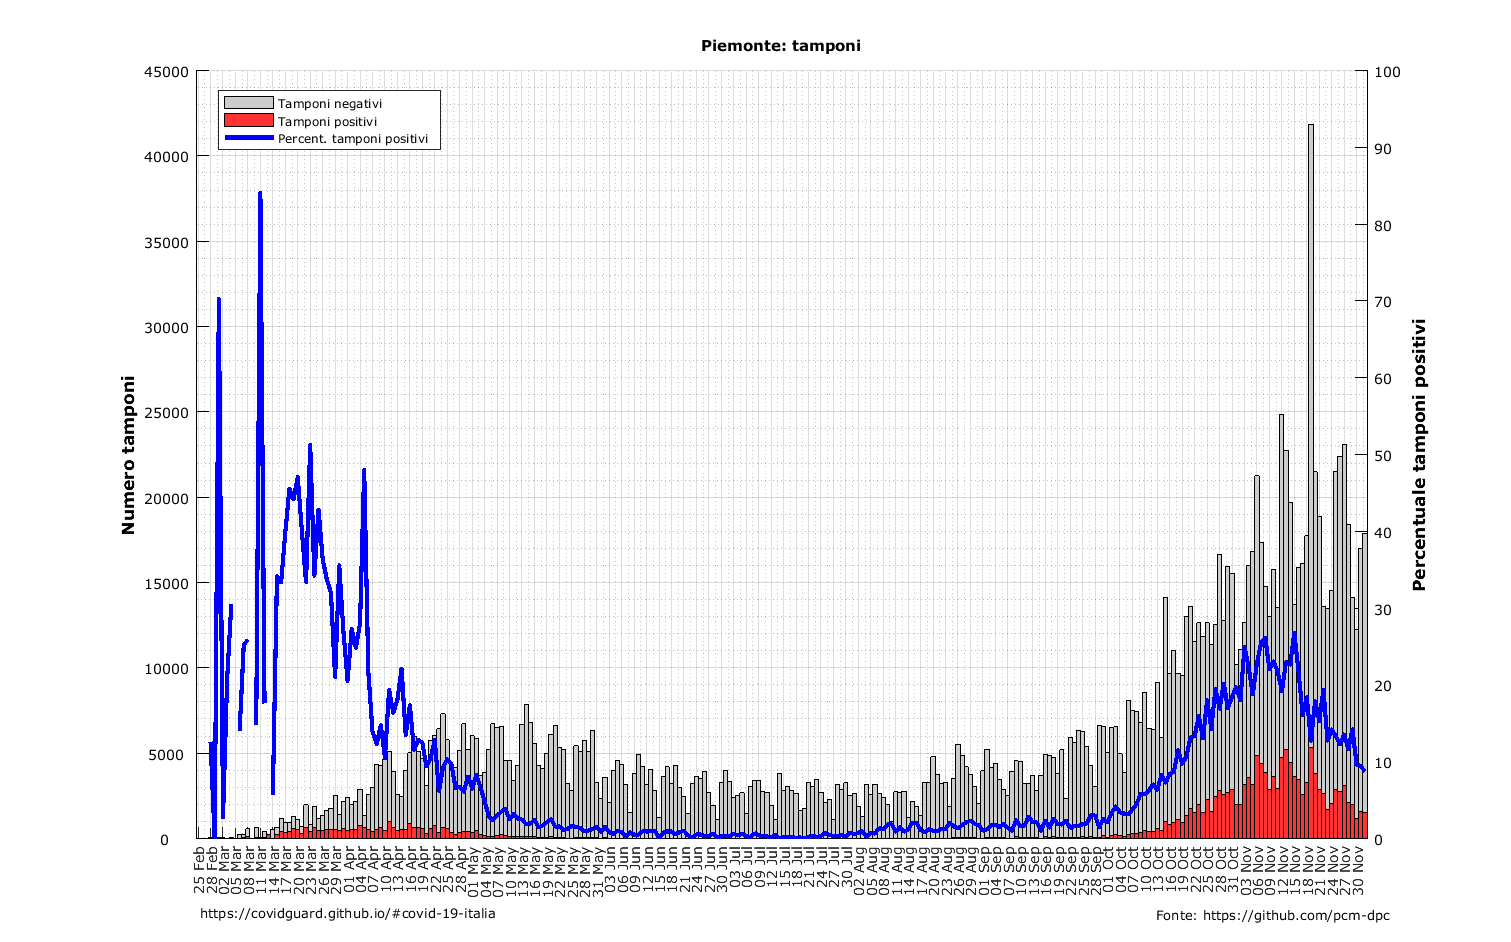 Piemonte: tamponi
45000
40000
35000
30000
25000
20000
15000
10000
5000
0
100
90
80
70
60
50
40
30
20
10
0
Tamponi negativi
Tamponi positivi
Percent. tamponi positivi
Numero tamponi
Percentuale tamponi positivi
25 Feb
28 Feb
02 Mar
05 Mar
08 Mar
11 Mar
14 Mar
17 Mar
20 Mar
23 Mar
26 Mar
29 Mar
01 Apr
04 Apr
07 Apr
10 Apr
13 Apr
16 Apr
19 Apr
22 Apr
25 Apr
28 Apr
01 May
04 May
07 May
10 May
13 May
16 May
19 May
22 May
25 May
28 May
31 May
03 Jun
06 Jun
09 Jun
12 Jun
15 Jun
18 Jun
21 Jun
24 Jun
27 Jun
30 Jun
03 Jul
06 Jul
09 Jul
12 Jul
15 Jul
18 Jul
21 Jul
24 Jul
27 Jul
30 Jul
02 Aug
05 Aug
08 Aug
11 Aug
14 Aug
17 Aug
20 Aug
23 Aug
26 Aug
29 Aug
01 Sep
04 Sep
07 Sep
10 Sep
13 Sep
16 Sep
19 Sep
22 Sep
25 Sep
28 Sep
01 Oct
04 Oct
07 Oct
10 Oct
13 Oct
16 Oct
19 Oct
22 Oct
25 Oct
28 Oct
31 Oct
03 Nov
06 Nov
09 Nov
12 Nov
15 Nov
18 Nov
21 Nov
24 Nov
27 Nov
30 Nov
https://covidguard.github.io/#covid-19-italia
Fonte: https://github.com/pcm-dpc